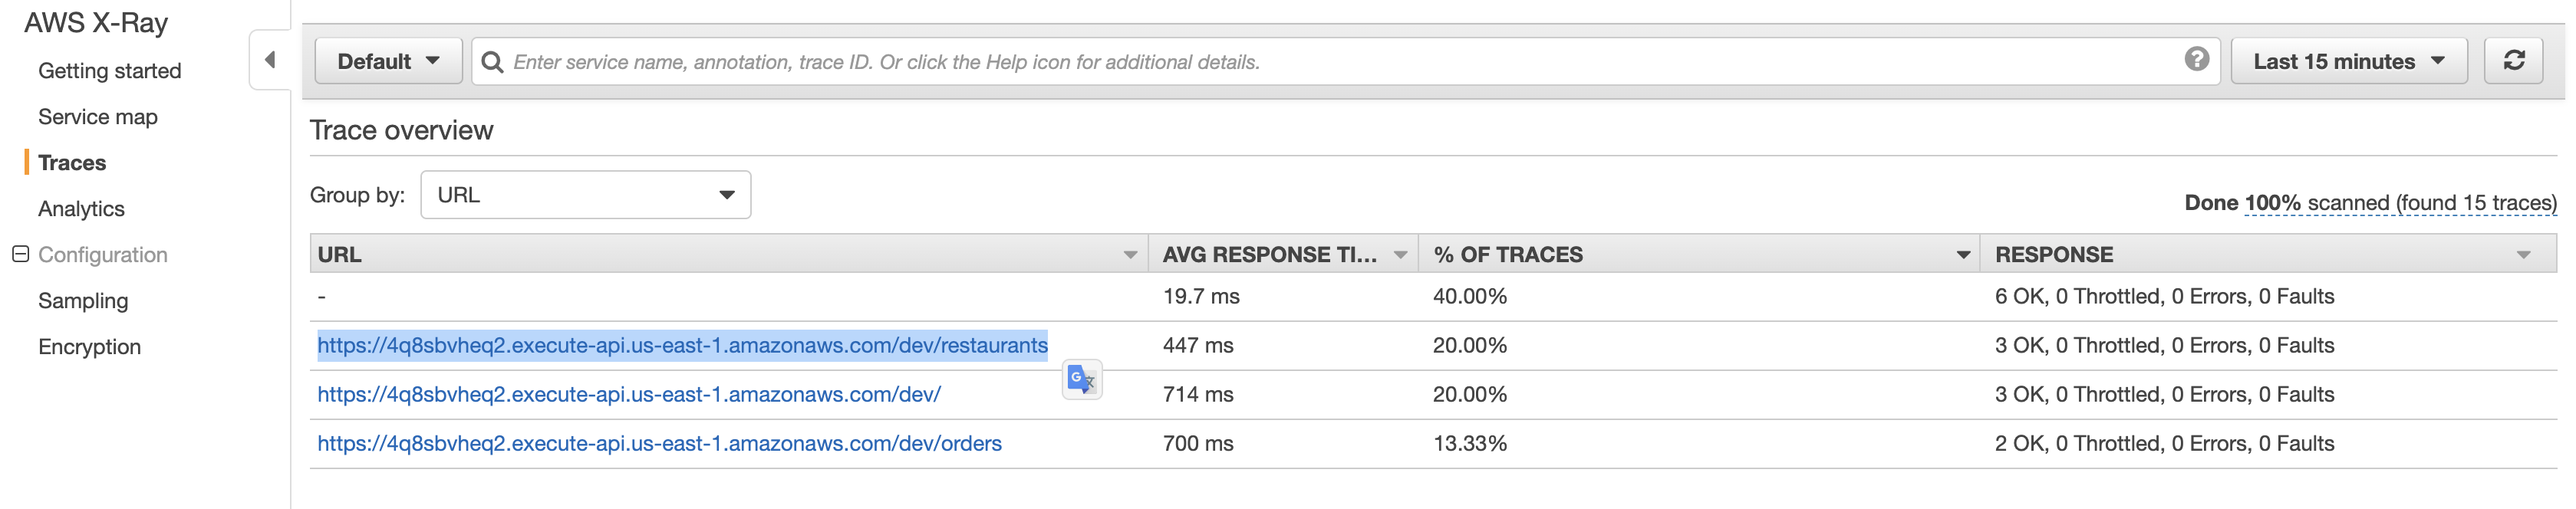 AWS X-Ray
Getting started
Service map
Traces
Analytics
Configuration
Sampling
Encryption
Default
Enter service name, annotation, trace ID. Or click the Help icon for additional details.
?
Last 15 minutes
Trace overview
Group by:
URL
Done 100% scanned (found 15 traces)
URL AVG RESPONSE TI... % OF TRACES RESPONSE
- 19.7 ms 40.00% 6 OK, 0 Throttled, 0 Errors, 0 Faults
https://4q8sbvheq2.execute-api.us-east-1.amazonaws.com/dev/restaurants 447 ms 20.00% 3 OK, 0 Throttled, 0 Errors, 0 Faults
https://4q8sbvheq2.execute-api.us-east-1.amazonaws.com/dev/ 714 ms 20.00% 3 OK, 0 Throttled, 0 Errors, 0 Faults
https://4q8sbvheq2.execute-api.us-east-1.amazonaws.com/dev/orders 700 ms 13.33% 2 OK, 0 Throttled, 0 Errors, 0 Faults